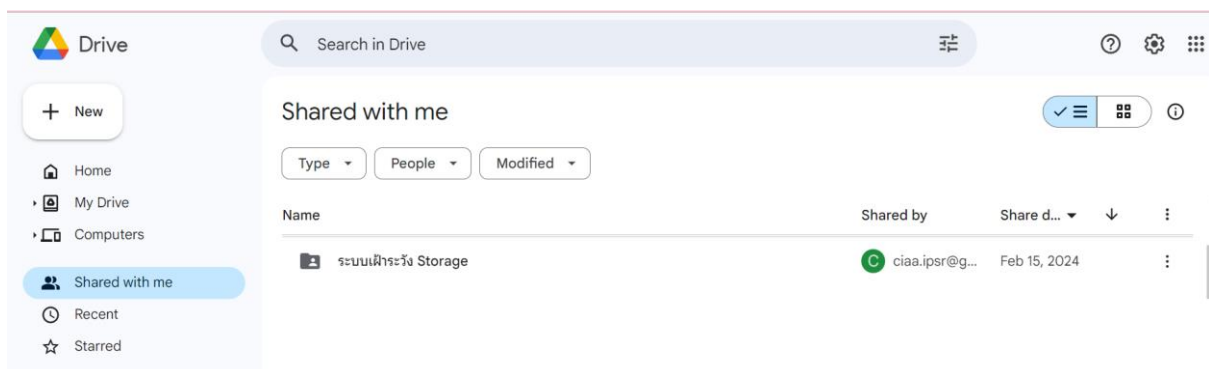 Drive
Search in Drive
New
Home
My Drive
Computers
Shared with me
Recent
Starred
Shared with me
Type
People
Modified
Name Shared by Share d...
ระบบเฝ้าระวัง Storage C ciaa.ipsr@g... Feb 15, 2024